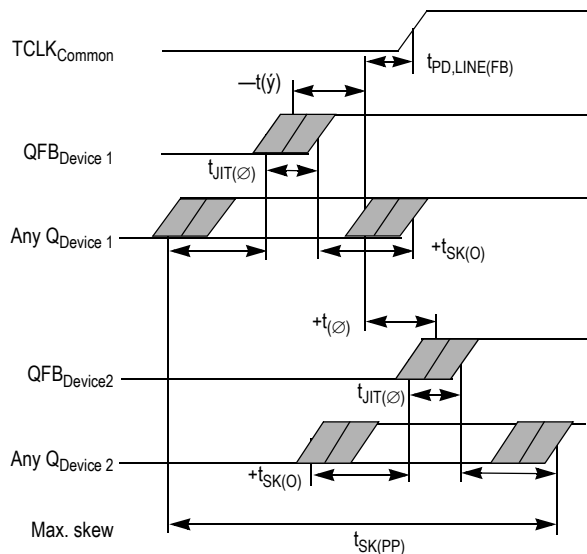 TCLKCommon
tPD,LINE(FB)
—t(ý)
QFBDevice 1
tJIT(∅)
Any QDevice 1
+tSK(O)
+t(∅)
QFBDevice2
tJIT(∅)
Any QDevice 2
+tSK(O)
Max. skew
tSK(PP)